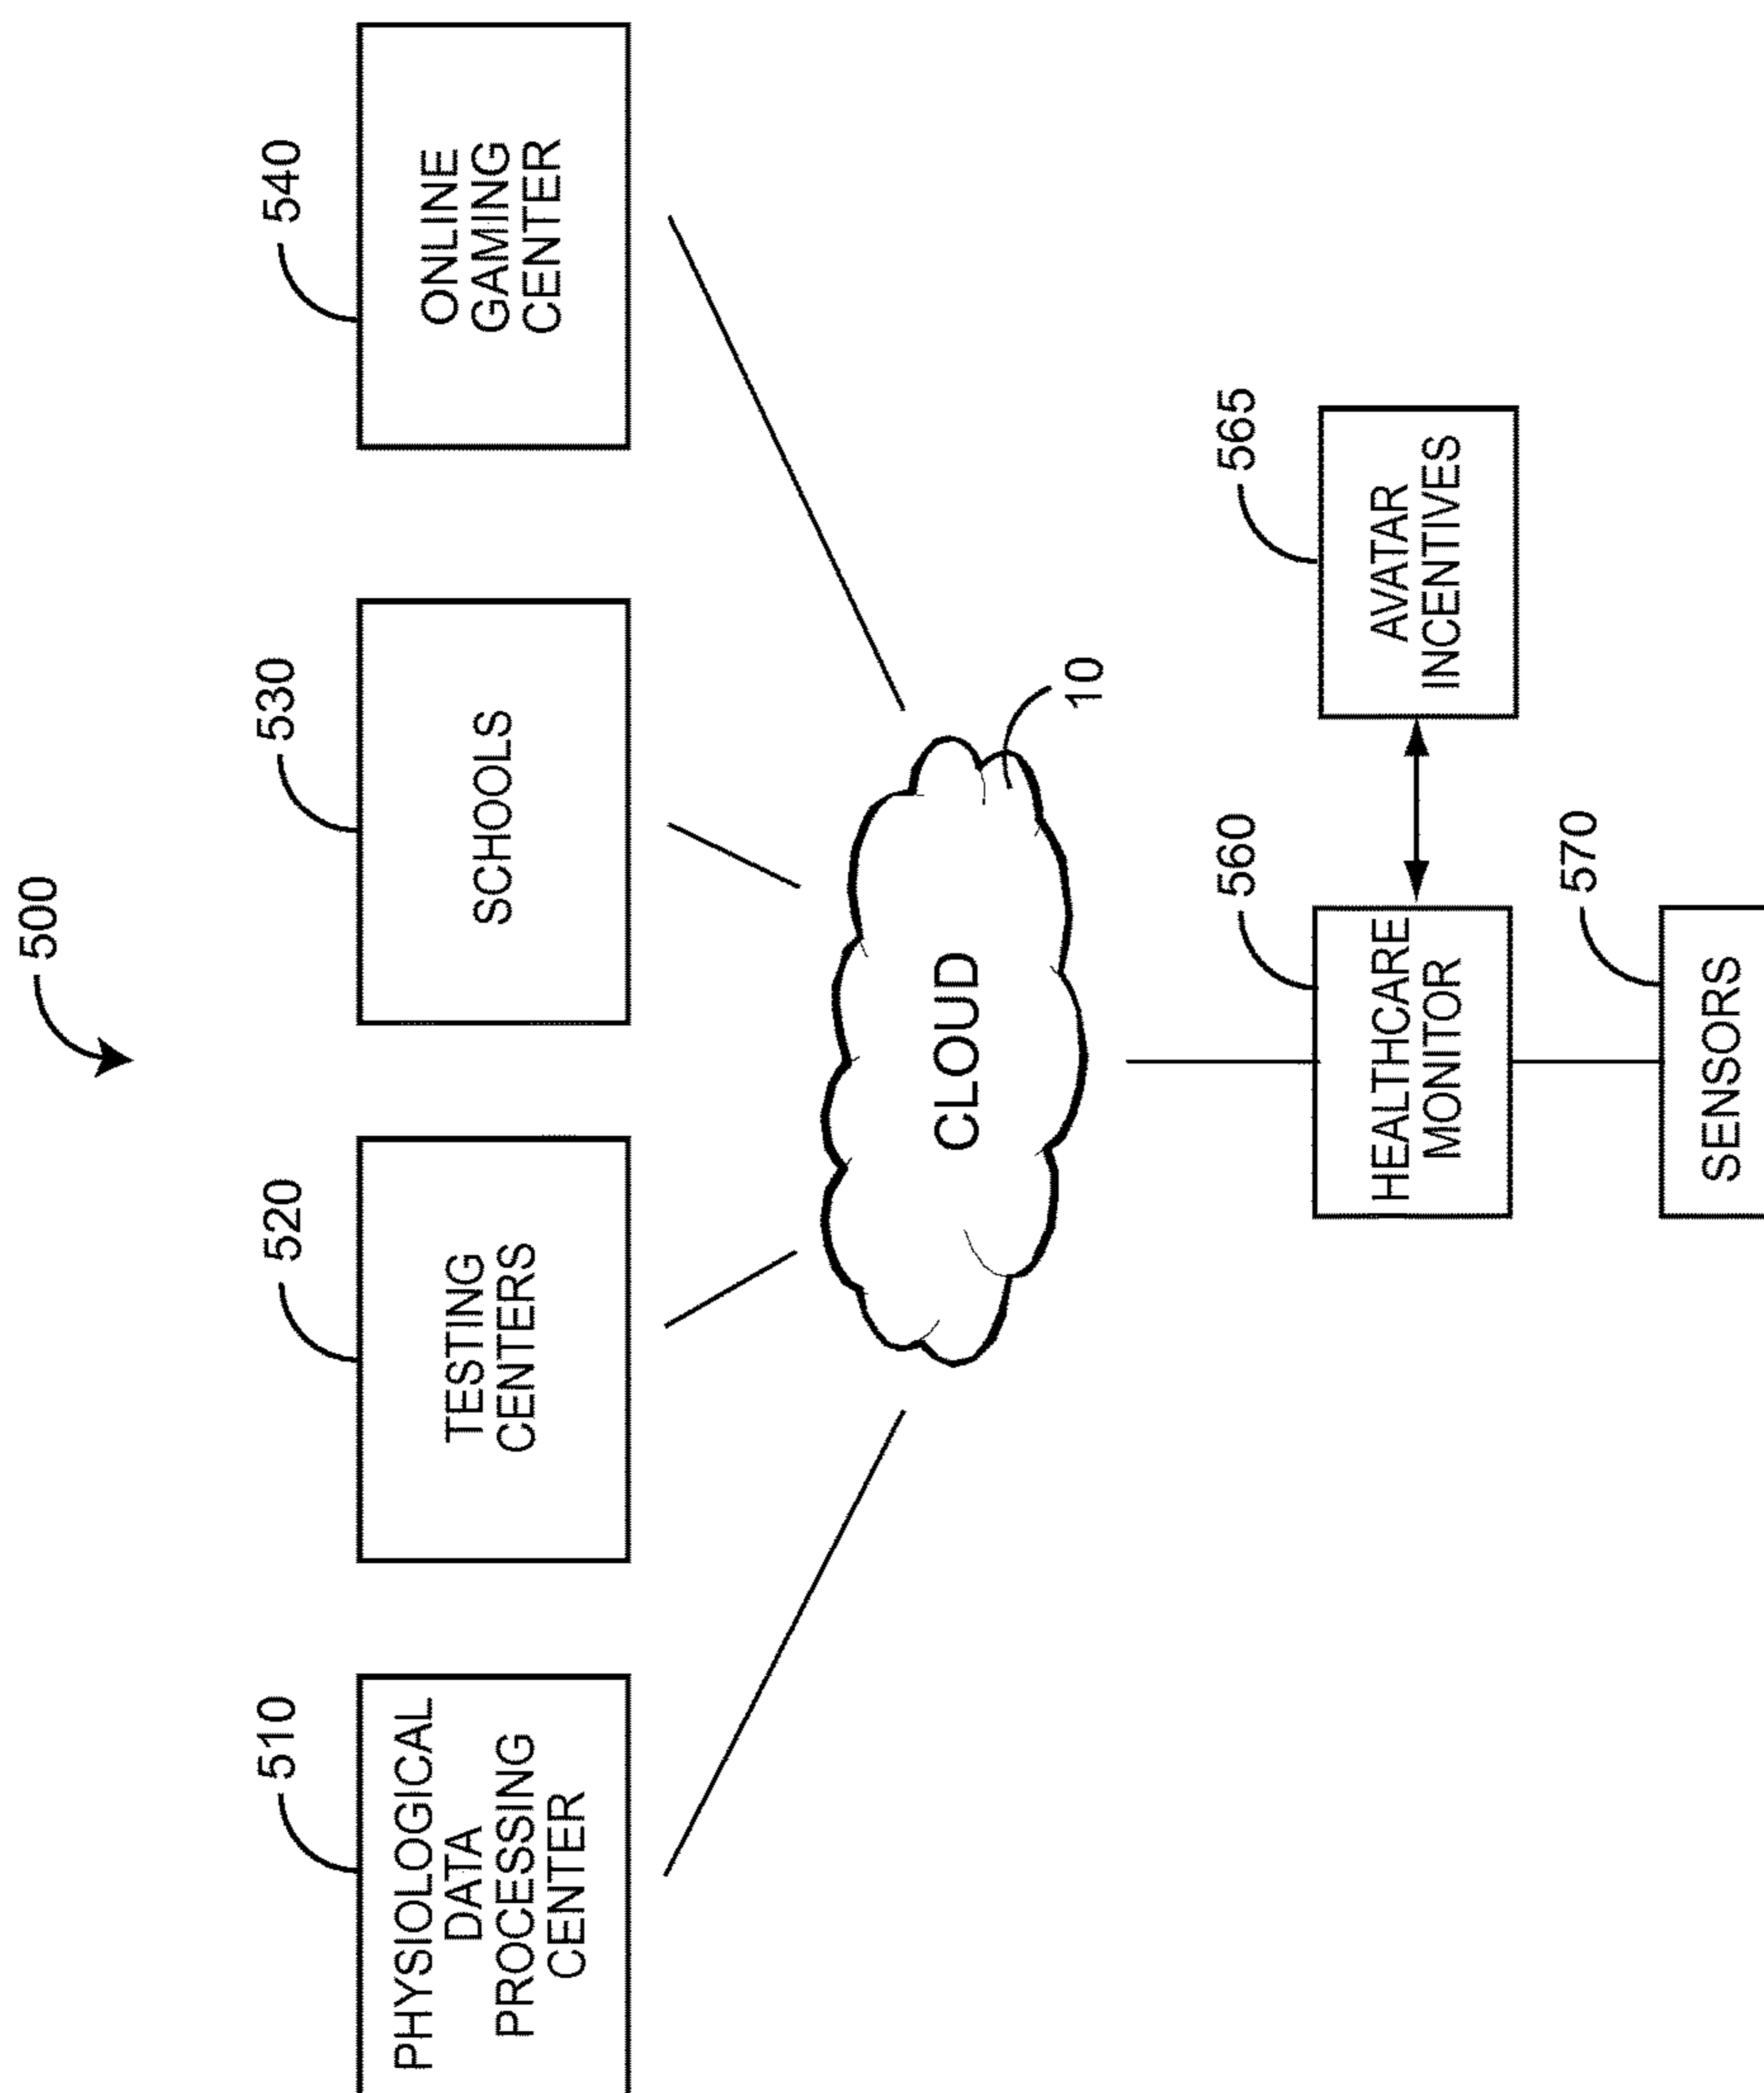 500
510
PHYSIOLOGICAL
DATA
PROCESSING
CENTER
520
TESTING
CENTERS
530
SCHOOLS
540
ONLINE
GAMING
CENTER
CLOUD
10
560
HEALTHCARE
MONITOR
565
AVATAR
INCENTIVES
570
SENSORS